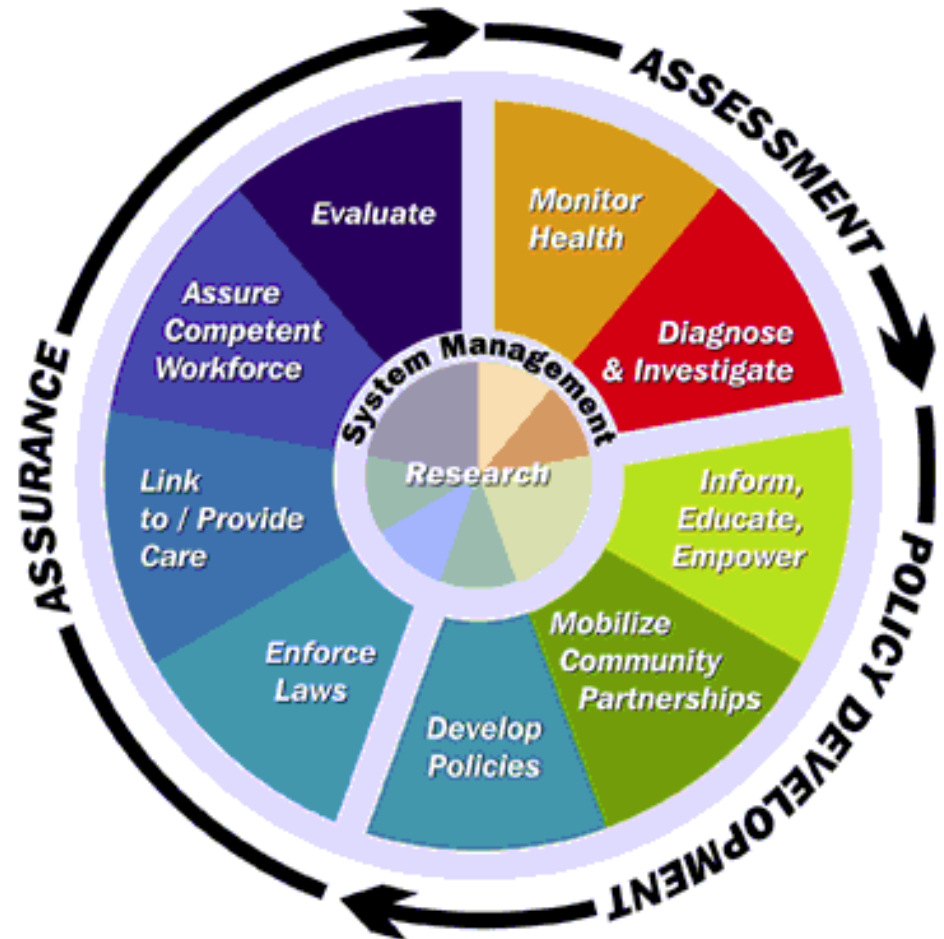 ASSESSMENT
Monitor
Health
Diagnose
& Investigate
POLICY DEVELOPMENT
Inform,
Educate,
Empower
Mobilize
Community
Partnerships
Develop
Policies
ASSURANCE
Enforce
Laws
Link
to / Provide
Care
Assure
Competent
Workforce
Evaluate
System Management
Research